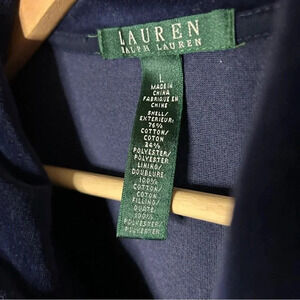 LAUREN
RALPH LAUREN
L
MADE IN
CHINA
FABRIQUE EN
CHINE
SHELL/
EXTERIEUR:
76%
COTTON/
COTON
24%
POLYESTER/
POLYESTER
LINING/
DOUBLURE:
100%
COTTON/
COTON
FILLING/
OUATE:
100%
POLYESTER/
POLYESTER